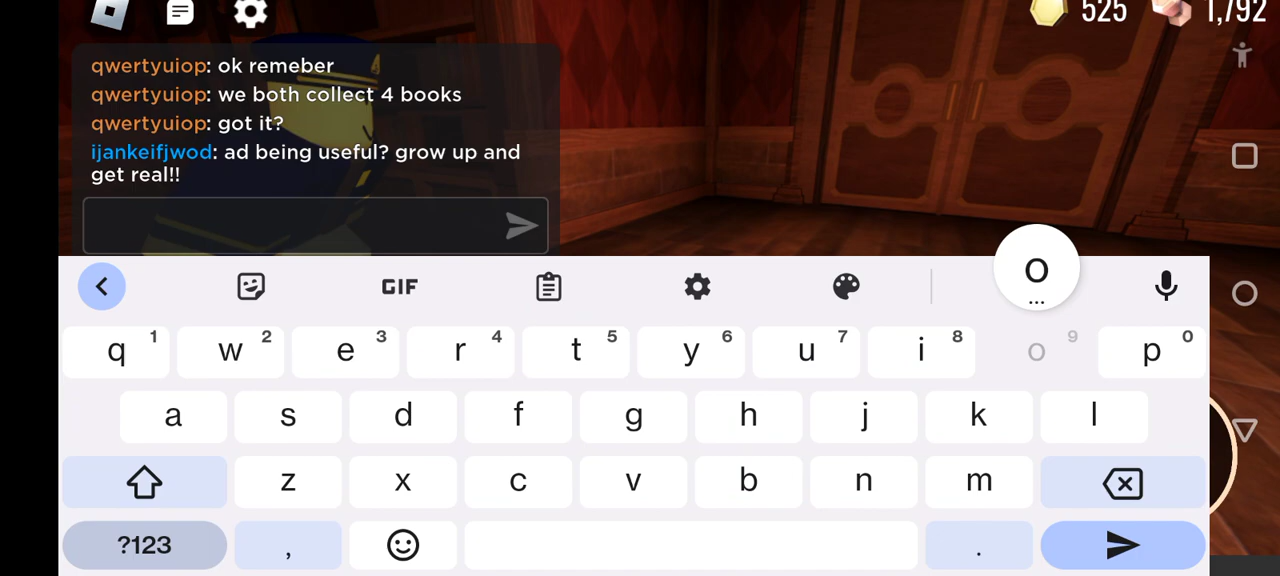 525 1,792
qwertyuiop: ok remeber
qwertyuiop: we both collect 4 books
qwertyuiop: got it?
ijankeifjwod: ad being useful? grow up and
get real!!
GIF
o
...
q 1 w 2 e 3 r 4 t 5 y 6 u 7 i 8 o 9 p 0
a s d f g h j k l
z x c v b n m
?123 , .